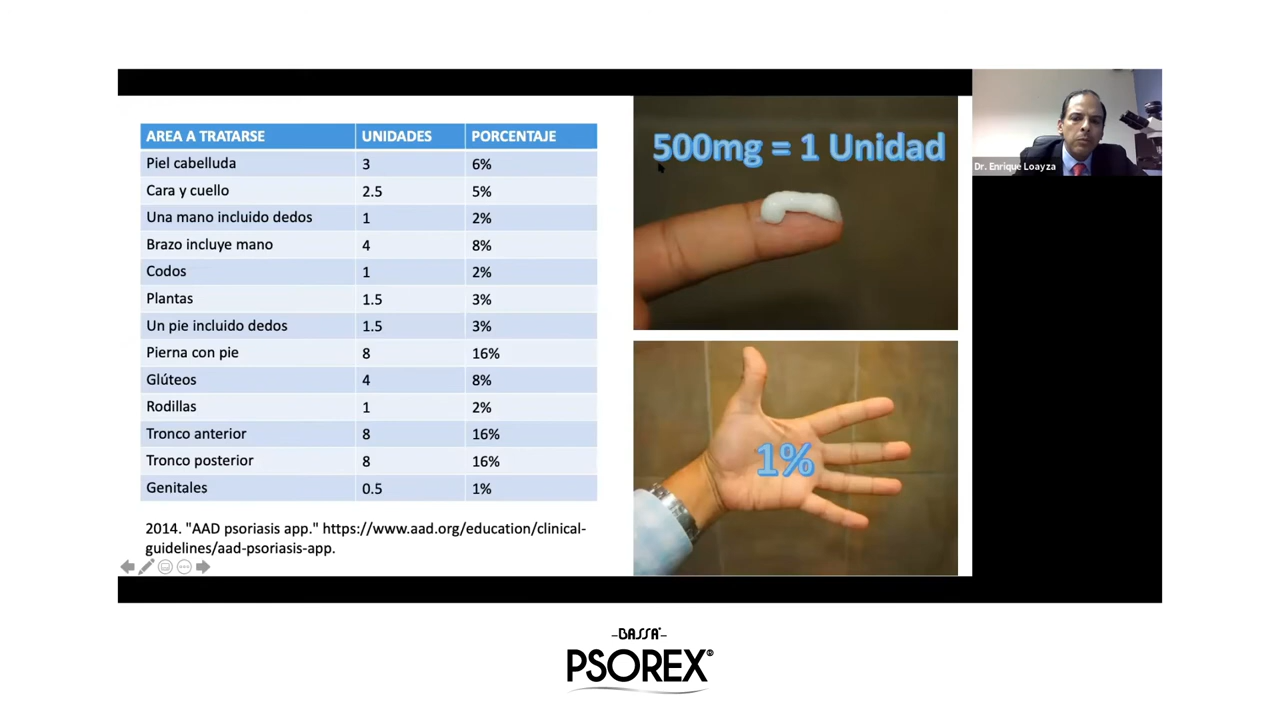 AREA A TRATARSE UNIDADES PORCENTAJE
Piel cabelluda 3 6%
Cara y cuello 2.5 5%
Una mano incluido dedos 1 2%
Brazo incluye mano 4 8%
Codos 1 2%
Plantas 1.5 3%
Un pie incluido dedos 1.5 3%
Pierna con pie 8 16%
Glúteos 4 8%
Rodillas 1 2%
Tronco anterior 8 16%
Tronco posterior 8 16%
Genitales 0.5 1%
2014. "AAD psoriasis app." https://www.aad.org/education/clinical-
guidelines/aad-psoriasis-app.
500mg = 1 Unidad
1%
Dr. Enrique Loayza
BASSA
PSOREX®